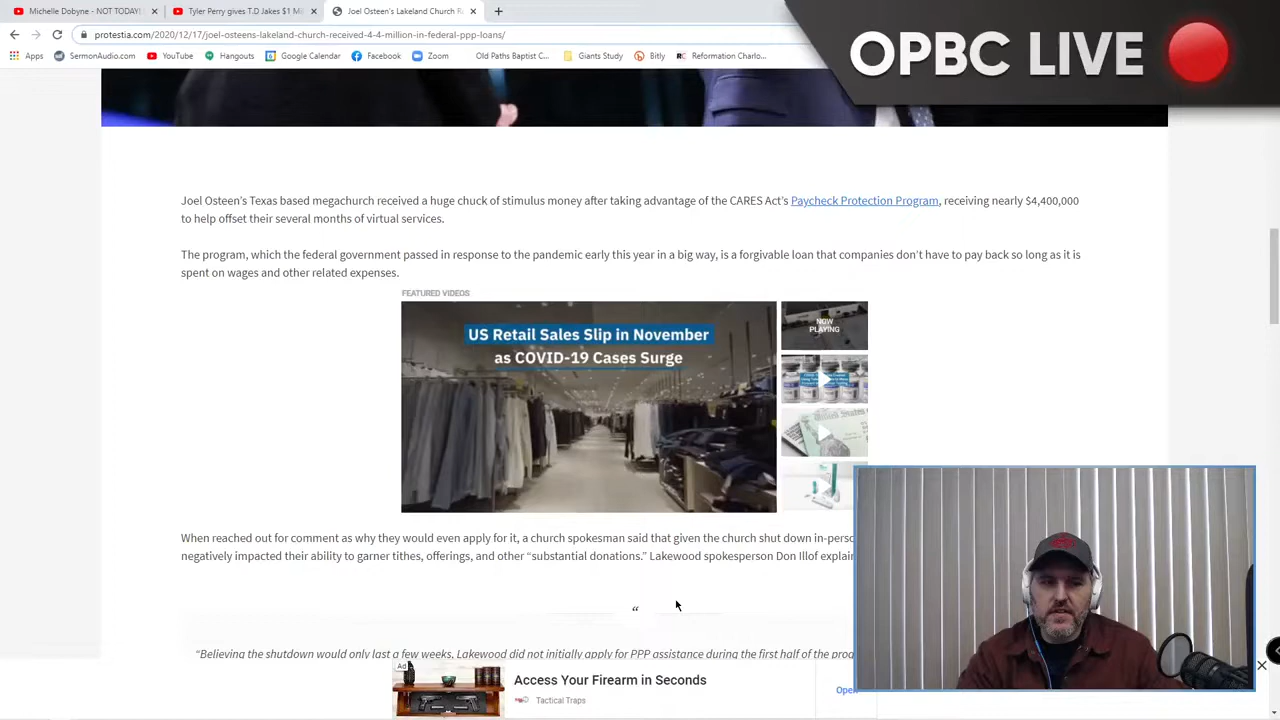 Michelle Dobyne - NOT TODAY!
Tyler Perry gives T.D Jakes $1 Mi
Joel Osteen's Lakeland Church R
OPBC LIVE
protestia.com/2020/12/17/joel-osteens-lakeland-church-received-4-4-million-in-federal-ppp-loans/
Apps SermonAudio.com YouTube Hangouts Google Calendar Facebook Zoom Old Paths Baptist C... Giants Study Bitly Reformation Charlo...
Joel Osteen's Texas based megachurch received a huge chuck of stimulus money after taking advantage of the CARES Act's Paycheck Protection Program, receiving nearly $4,400,000
to help offset their several months of virtual services.
The program, which the federal government passed in response to the pandemic early this year in a big way, is a forgivable loan that companies don't have to pay back so long as it is
spent on wages and other related expenses.
FEATURED VIDEOS
US Retail Sales Slip in November
as COVID-19 Cases Surge
NOW
PLAYING
When reached out for comment as why they would even apply for it, a church spokesman said that given the church shut down in-perso
negatively impacted their ability to garner tithes, offerings, and other "substantial donations." Lakewood spokesperson Don Illof explai
“
"Believing the shutdown would only last a few weeks, Lakewood did not initially apply for PPP assistance during the first half of the prog
Ad
Access Your Firearm in Seconds
Tactical Traps
Open